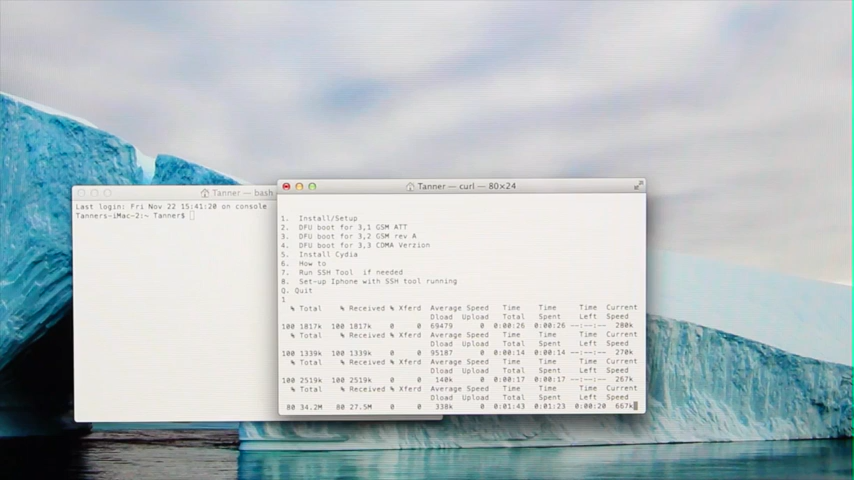 Tanner — bash
Last login: Fri Nov 22 15:41:20 on console
Tanners-iMac-2:~ Tanner$
Tanner — curl — 80×24
1. Install/Setup
2. DFU boot for 3,1 GSM ATT
3. DFU boot for 3,2 GSM rev A
4. DFU boot for 3,3 CDMA Verzion
5. Install Cydia
6. How to
7. Run SSH Tool if needed
8. Set-up Iphone with SSH tool running
Q. Quit
1
% Total % Received % Xferd Average Speed Time Time Time Current
Dload Upload Total Spent Left Speed
100 1817k 100 1817k 0 0 69479 0 0:00:26 0:00:26 --:--:-- 280k
% Total % Received % Xferd Average Speed Time Time Time Current
Dload Upload Total Spent Left Speed
100 1339k 100 1339k 0 0 95187 0 0:00:14 0:00:14 --:--:-- 270k
% Total % Received % Xferd Average Speed Time Time Time Current
Dload Upload Total Spent Left Speed
100 2519k 100 2519k 0 0 140k 0 0:00:17 0:00:17 --:--:-- 267k
% Total % Received % Xferd Average Speed Time Time Time Current
Dload Upload Total Spent Left Speed
80 34.2M 80 27.5M 0 0 338k 0 0:01:43 0:01:23 0:00:20 667k